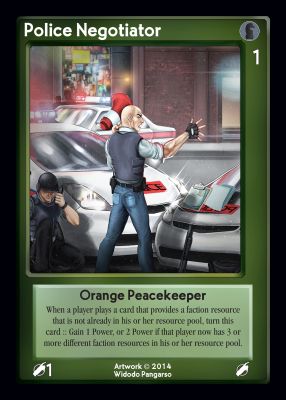 Police Negotiator
1
Orange Peacekeeper
When a player plays a card that provides a faction resource
that is not already in his or her resource pool, turn this
card :: Gain 1 Power, or 2 Power if that player now has 3 or
more different faction resources in his or her resource pool.
1
Artwork © 2014
Widodo Pangarso